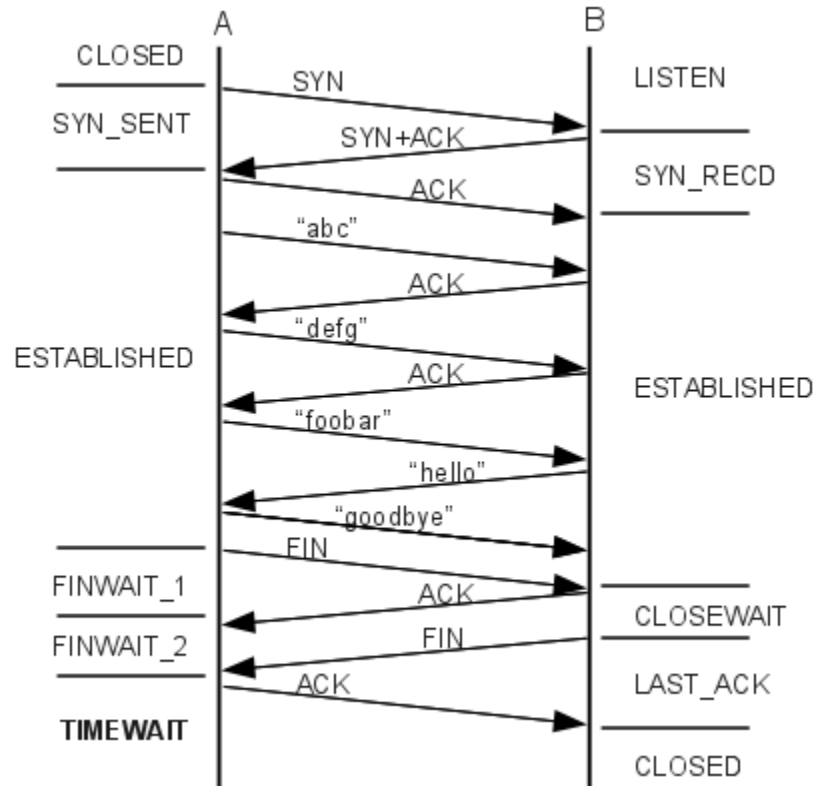 A
B
CLOSED
SYN
LISTEN
SYN_SENT
SYN+ACK
ACK
SYN_RECD
“abc”
ACK
“defg”
ESTABLISHED
ACK
ESTABLISHED
“foobar”
“hello”
“goodbye”
FIN
FINWAIT_1
ACK
CLOSEWAIT
FINWAIT_2
FIN
ACK
LAST_ACK
TIMEWAIT
CLOSED